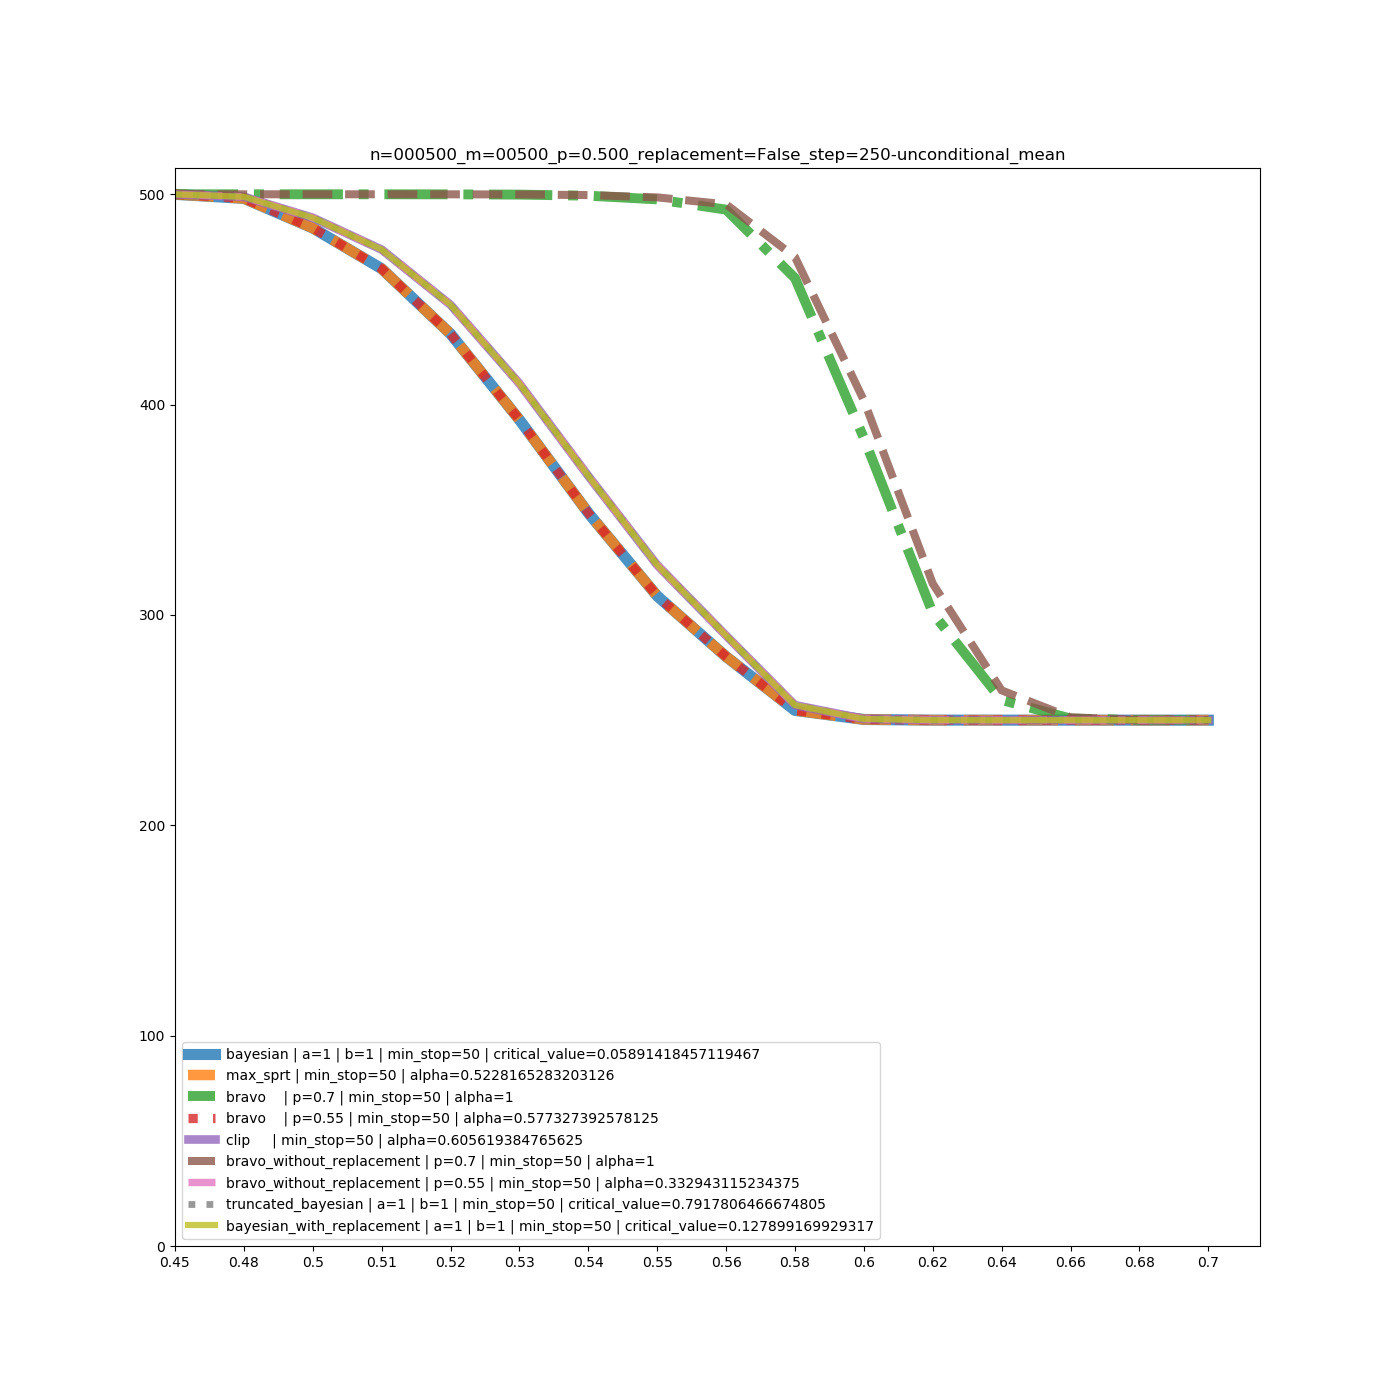 n=000500_m=00500_p=0.500_replacement=False_step=250-unconditional_mean
500
400
300
200
100
0
bayesian | a=1 | b=1 | min_stop=50 | critical_value=0.05891418457119467
max_sprt | min_stop=50 | alpha=0.5228165283203126
bravo    | p=0.7 | min_stop=50 | alpha=1
bravo    | p=0.55 | min_stop=50 | alpha=0.577327392578125
clip     | min_stop=50 | alpha=0.605619384765625
bravo_without_replacement | p=0.7 | min_stop=50 | alpha=1
bravo_without_replacement | p=0.55 | min_stop=50 | alpha=0.332943115234375
truncated_bayesian | a=1 | b=1 | min_stop=50 | critical_value=0.7917806466674805
bayesian_with_replacement | a=1 | b=1 | min_stop=50 | critical_value=0.127899169929317
0.45 0.48 0.5 0.51 0.52 0.53 0.54 0.55 0.56 0.58 0.6 0.62 0.64 0.66 0.68 0.7